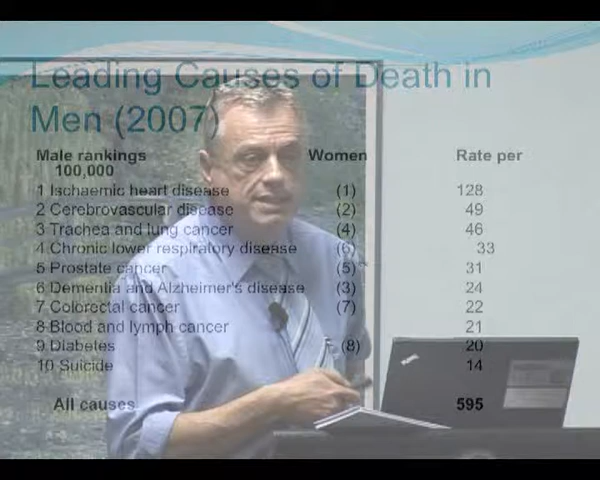 Leading Causes of Death in
Men (2007)
Male rankings Women Rate per
100,000
1 Ischaemic heart disease (1) 128
2 Cerebrovascular disease (2) 49
3 Trachea and lung cancer (4) 46
4 Chronic lower respiratory disease (6) 33
5 Prostate cancer (5) 31
6 Dementia and Alzheimer's disease (3) 24
7 Colorectal cancer (7) 22
8 Blood and lymph cancer 21
9 Diabetes (8) 20
10 Suicide 14
All causes 595